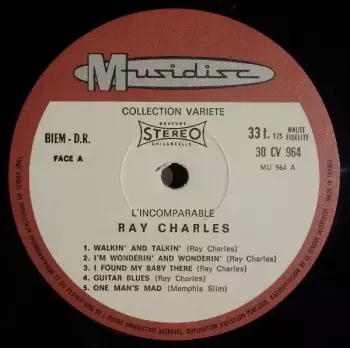 Musidisc
COLLECTION VARIETE
BIEM - D.R.
FACE A
GRAVURE
STEREO
UNIVERSELLE
33 t. 1/3 HAUTE FIDELITE
30 CV 964
MU 964 A
L'INCOMPARABLE
RAY CHARLES
1. WALKIN' AND TALKIN' (Ray Charles)
2. I'M WONDERIN' AND WONDERIN' (Ray Charles)
3. I FOUND MY BABY THERE (Ray Charles)
4. GUITAR BLUES (Ray Charles)
5. ONE MAN'S MAD (Memphis Slim)